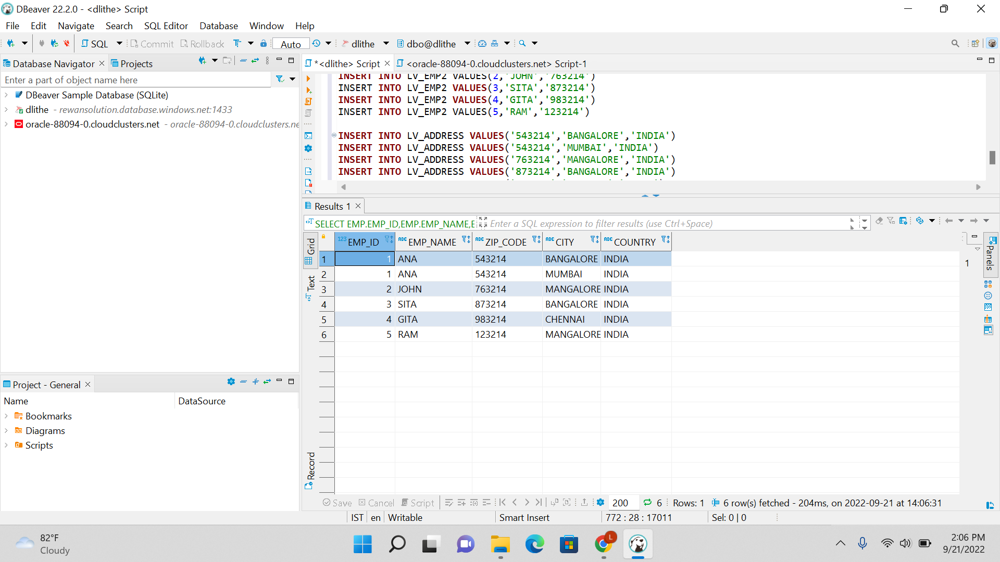 DBeaver 22.2.0 - <dlithe> Script
File Edit Navigate Search SQL Editor Database Window Help
SQL Commit Rollback Auto dlithe dbo@dlithe
Database Navigator Projects
Enter a part of object name here
DBeaver Sample Database (SQLite)
dlithe - rewansolution.database.windows.net:1433
oracle-88094-0.cloudclusters.net - oracle-88094-0.cloudclusters.ne
Project - General
Name DataSource
Bookmarks
Diagrams
Scripts
*<dlithe> Script <oracle-88094-0.cloudclusters.net> Script-1
INSERT INTO LV_EMP2 VALUES(2,'JOHN','763214')
INSERT INTO LV_EMP2 VALUES(3,'SITA','873214')
INSERT INTO LV_EMP2 VALUES(4,'GITA','983214')
INSERT INTO LV_EMP2 VALUES(5,'RAM','123214')
INSERT INTO LV_ADDRESS VALUES('543214','BANGALORE','INDIA')
INSERT INTO LV_ADDRESS VALUES('543214','MUMBAI','INDIA')
INSERT INTO LV_ADDRESS VALUES('763214','MANGALORE','INDIA')
INSERT INTO LV_ADDRESS VALUES('873214','BANGALORE','INDIA')
Results 1
SELECT EMP.EMP_ID,EMP.EMP_NAME,E Enter a SQL expression to filter results (use Ctrl+Space)
Grid
Text
Record
123 EMP_ID ABC EMP_NAME ABC ZIP_CODE ABC CITY ABC COUNTRY
1 1 ANA 543214 BANGALORE INDIA
2 1 ANA 543214 MUMBAI INDIA
3 2 JOHN 763214 MANGALORE INDIA
4 3 SITA 873214 BANGALORE INDIA
5 4 GITA 983214 CHENNAI INDIA
6 5 RAM 123214 MANGALORE INDIA
1
Panels
Save Cancel Script 200 6 Rows: 1 6 row(s) fetched - 204ms, on 2022-09-21 at 14:06:31
IST en Writable Smart Insert 772 : 28 : 17011 Sel: 0 | 0
82°F
Cloudy
L
2:06 PM
9/21/2022